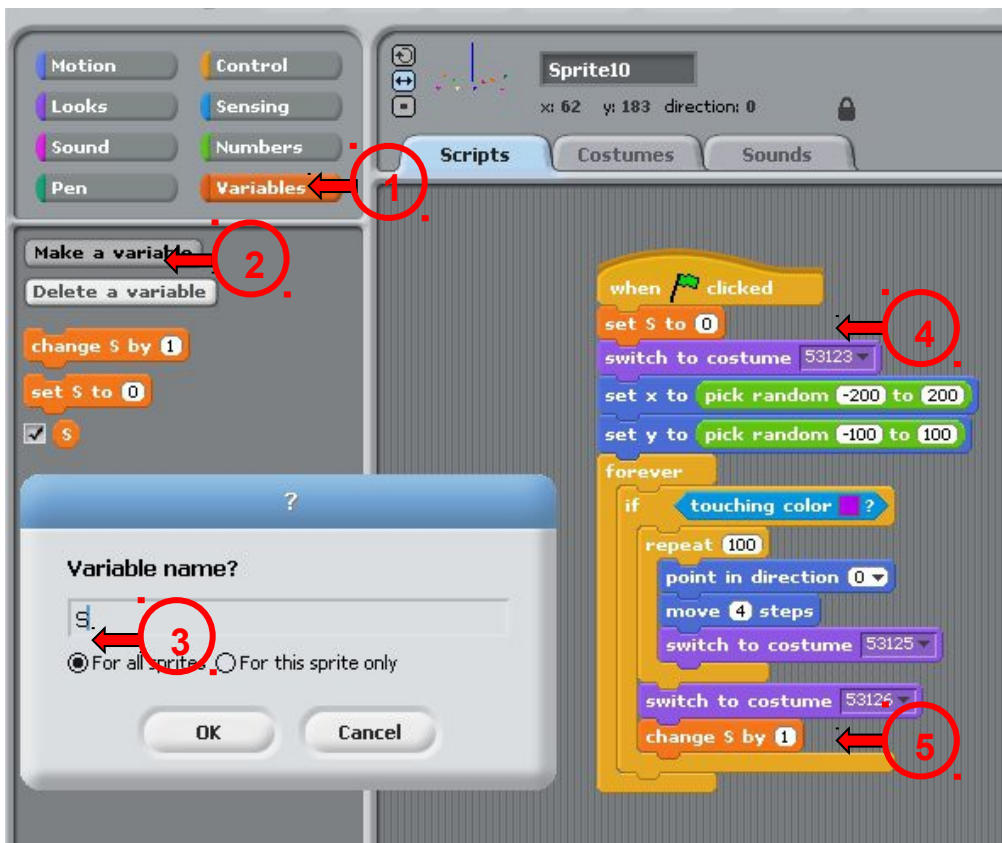 Motion
Control
Looks
Sensing
Sound
Numbers
Pen
Variables
1
Make a variable
2
Delete a variable
change S by 1
set S to 0
S
?
Variable name?
S
3
For all sprites
For this sprite only
OK
Cancel
Sprite10
x: 62 y: 183 direction: 0
Scripts
Costumes
Sounds
when clicked
set S to 0
4
switch to costume 53123
set x to pick random -200 to 200
set y to pick random -100 to 100
forever
if touching color ?
repeat 100
point in direction 0
move 4 steps
switch to costume 53125
switch to costume 53126
change S by 1
5